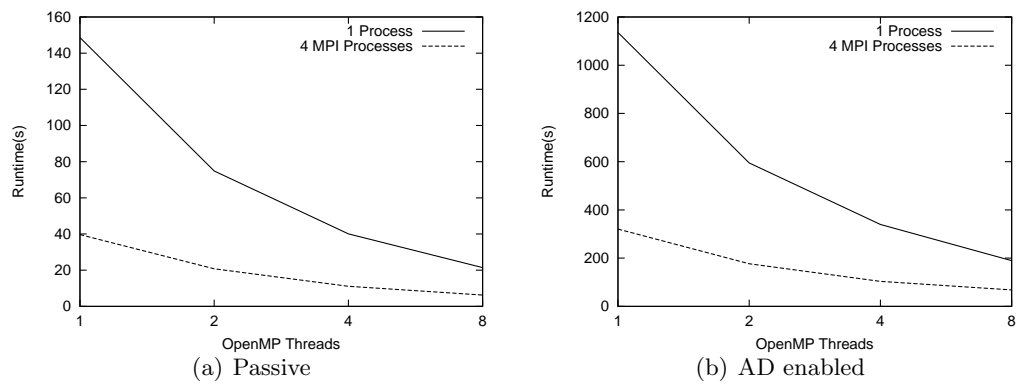 160
140
120
100
80
60
40
20
0
Runtime(s)
1 Process
4 MPI Processes
1 2 4 8
OpenMP Threads
(a) Passive
1200
1000
800
600
400
200
0
Runtime(s)
1 Process
4 MPI Processes
1 2 4 8
OpenMP Threads
(b) AD enabled